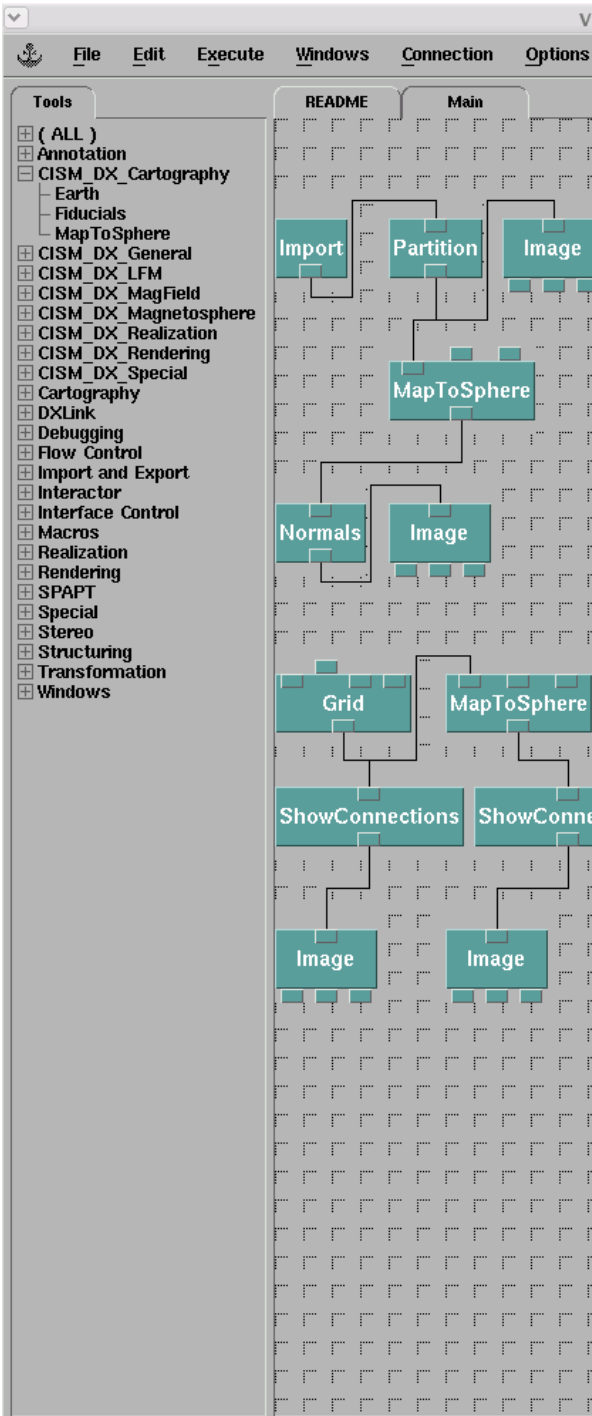 V
File Edit Execute Windows Connection Options
Tools
README Main
( ALL )
Annotation
CISM_DX_Cartography
Earth
Fiducials
MapToSphere
CISM_DX_General
CISM_DX_LFM
CISM_DX_MagField
CISM_DX_Magnetosphere
CISM_DX_Realization
CISM_DX_Rendering
CISM_DX_Special
Cartography
DXLink
Debugging
Flow Control
Import and Export
Interactor
Interface Control
Macros
Realization
Rendering
SPAPT
Special
Stereo
Structuring
Transformation
Windows
Import Partition Image
MapToSphere
Normals Image
Grid MapToSphere
ShowConnections ShowConne
Image Image